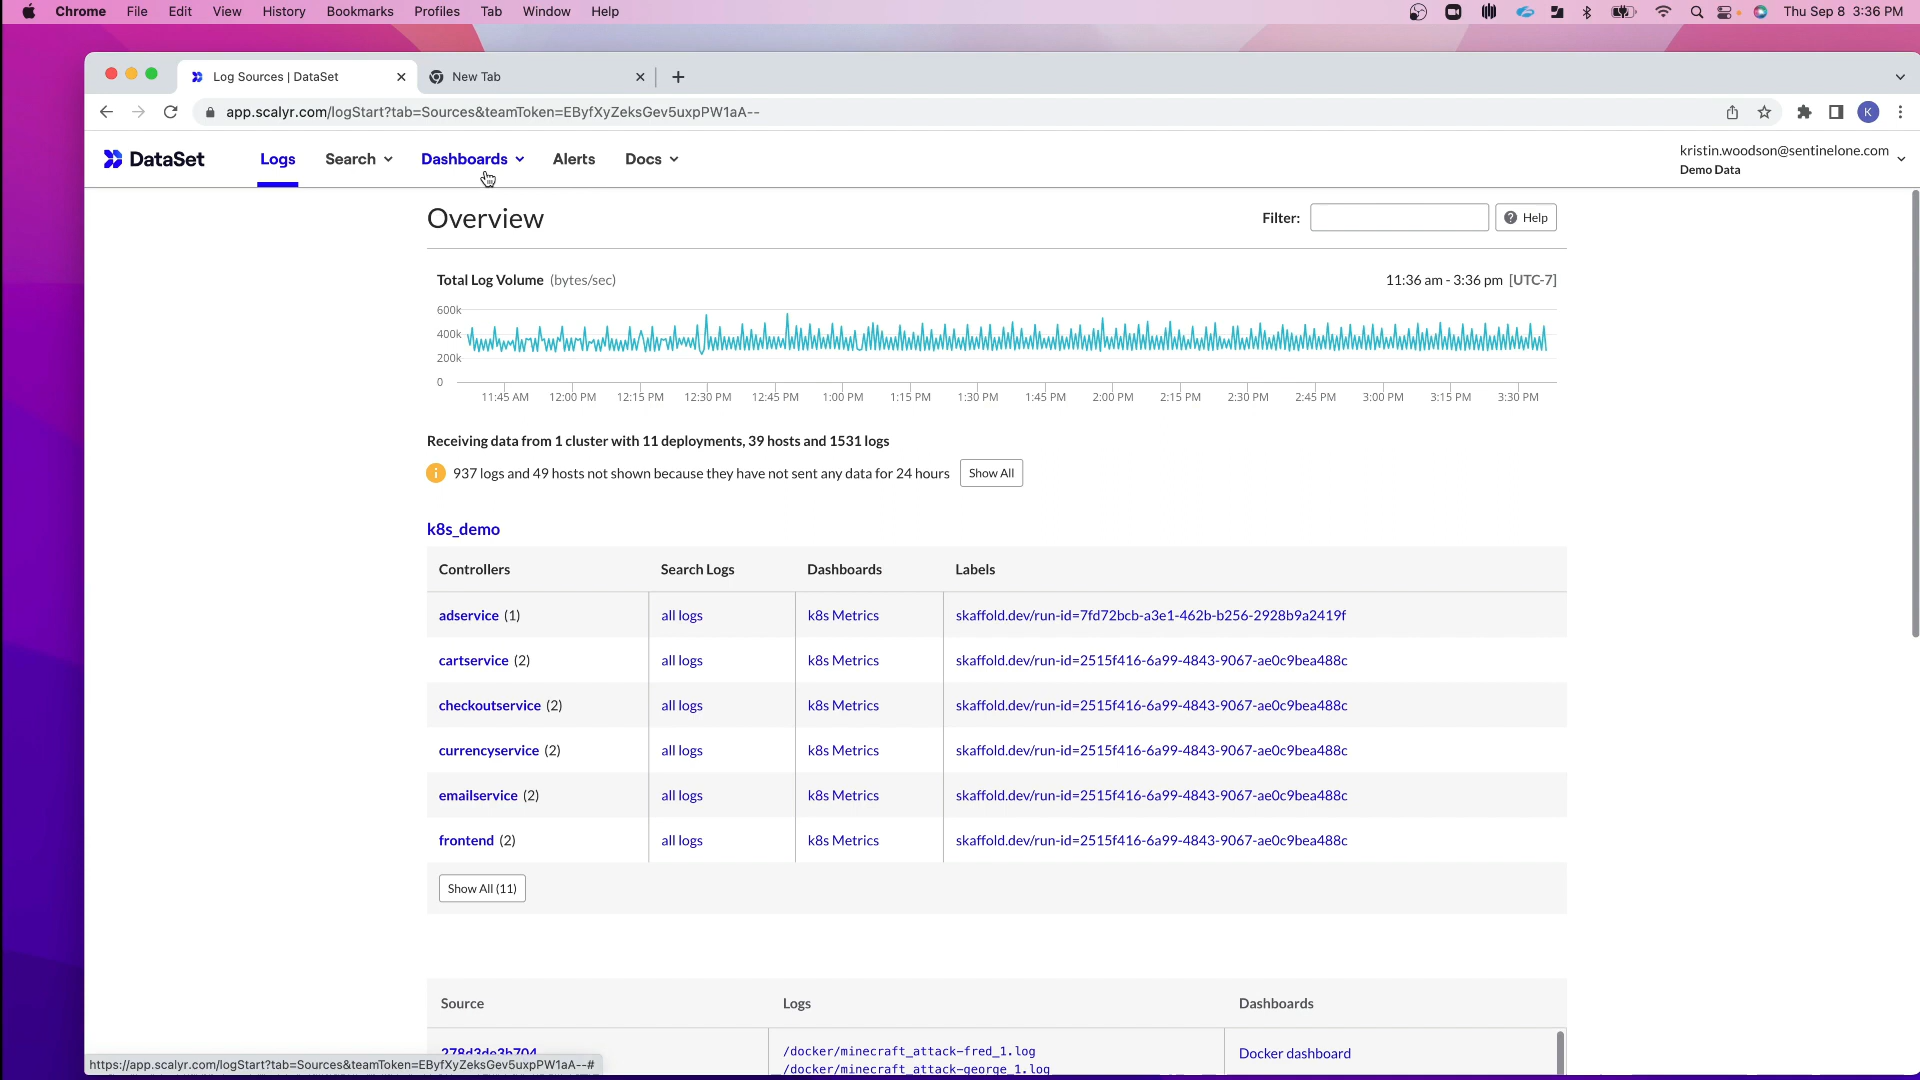 Chrome File Edit View History Bookmarks Profiles Tab Window Help Thu Sep 8 3:36 PM
Log Sources | DataSet New Tab
app.scalyr.com/logStart?tab=Sources&teamToken=EByfXyZeksGev5uxpPW1aA--
K
DataSet Logs Search Dashboards Alerts Docs
kristin.woodson@sentinelone.com
Demo Data
Overview Filter: Help
Total Log Volume (bytes/sec) 11:36 am - 3:36 pm [UTC-7]
600k
400k
200k
0
11:45 AM 12:00 PM 12:15 PM 12:30 PM 12:45 PM 1:00 PM 1:15 PM 1:30 PM 1:45 PM 2:00 PM 2:15 PM 2:30 PM 2:45 PM 3:00 PM 3:15 PM 3:30 PM
Receiving data from 1 cluster with 11 deployments, 39 hosts and 1531 logs
937 logs and 49 hosts not shown because they have not sent any data for 24 hours Show All
k8s_demo
Controllers Search Logs Dashboards Labels
adservice (1) all logs k8s Metrics skaffold.dev/run-id=7fd72bcb-a3e1-462b-b256-2928b9a2419f
cartservice (2) all logs k8s Metrics skaffold.dev/run-id=2515f416-6a99-4843-9067-ae0c9bea488c
checkoutservice (2) all logs k8s Metrics skaffold.dev/run-id=2515f416-6a99-4843-9067-ae0c9bea488c
currencyservice (2) all logs k8s Metrics skaffold.dev/run-id=2515f416-6a99-4843-9067-ae0c9bea488c
emailservice (2) all logs k8s Metrics skaffold.dev/run-id=2515f416-6a99-4843-9067-ae0c9bea488c
frontend (2) all logs k8s Metrics skaffold.dev/run-id=2515f416-6a99-4843-9067-ae0c9bea488c
Show All (11)
Source Logs Dashboards
278d3de3b704 /docker/minecraft_attack-fred_1.log Docker dashboard
/docker/minecraft_attack-george_1.log
https://app.scalyr.com/logStart?tab=Sources&teamToken=EByfXyZeksGev5uxpPW1aA--#